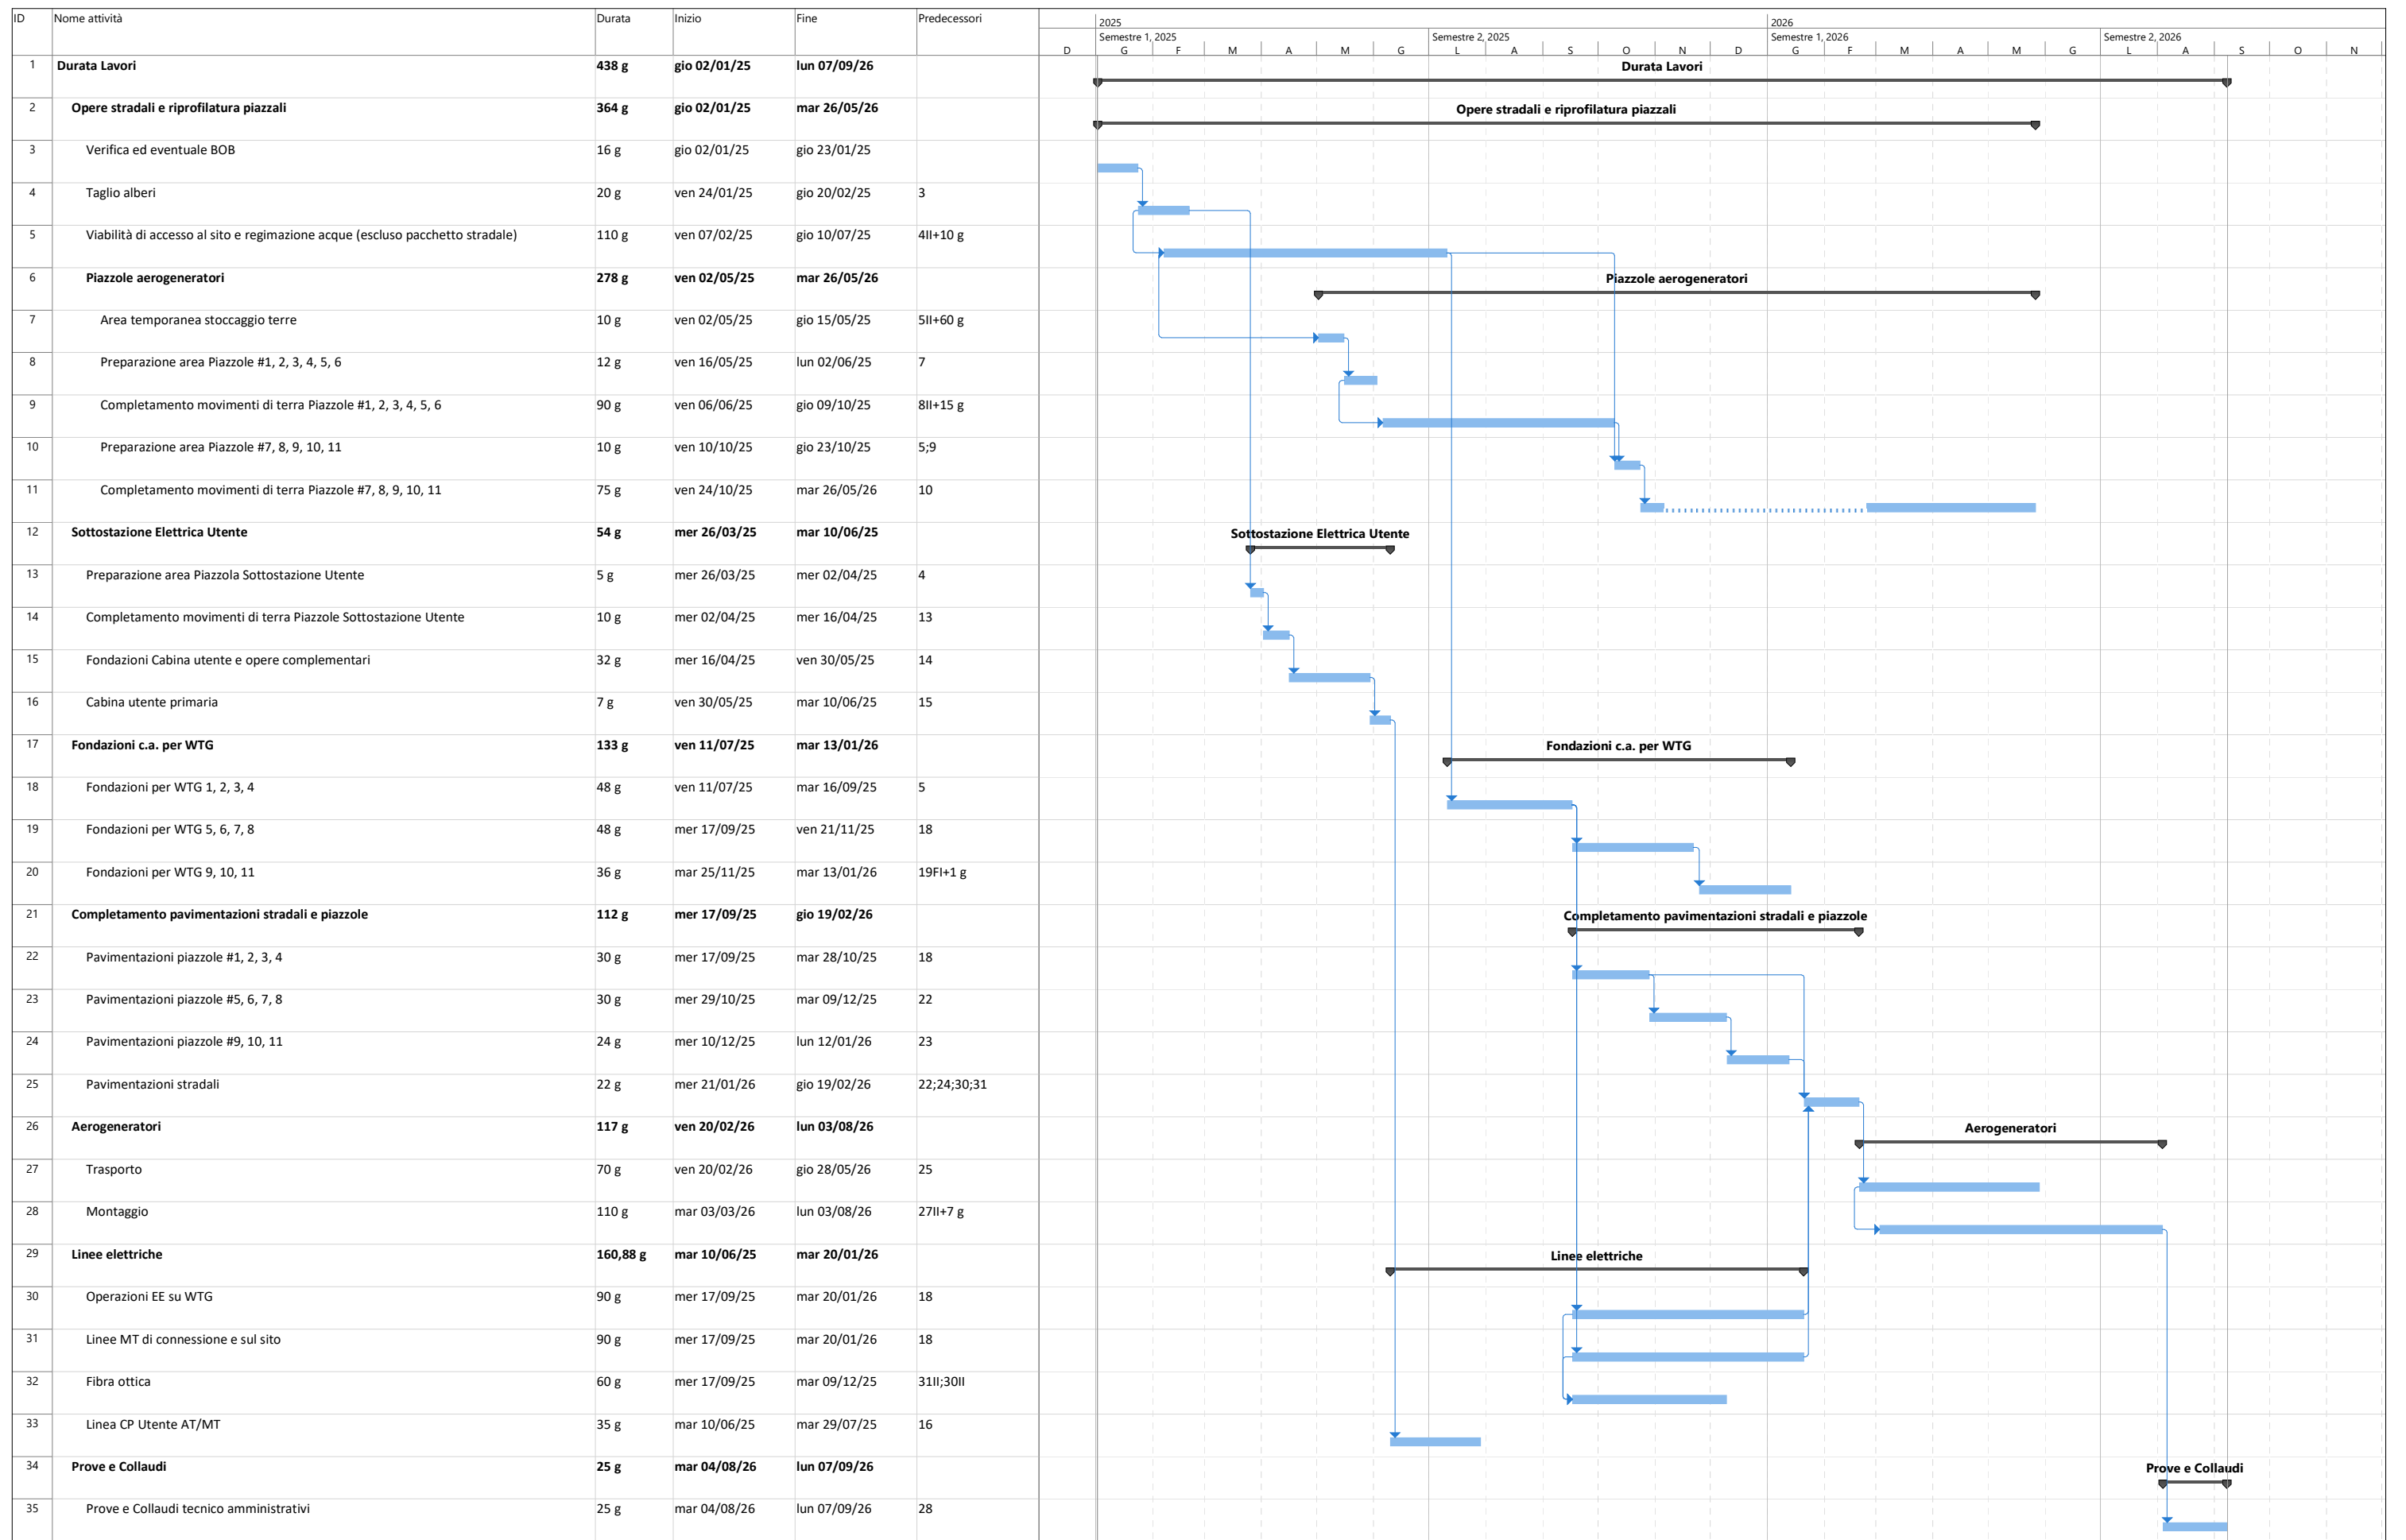 ID Nome attività Durata Inizio Fine Predecessori
2025 2026
Semestre 1, 2025 Semestre 2, 2025 Semestre 1, 2026 Semestre 2, 2026
D G F M A M G L A S O N D G F M A M G L A S O N
1 Durata Lavori 438 g gio 02/01/25 lun 07/09/26 Durata Lavori
2 Opere stradali e riprofilatura piazzali 364 g gio 02/01/25 mar 26/05/26 Opere stradali e riprofilatura piazzali
3 Verifica ed eventuale BOB 16 g gio 02/01/25 gio 23/01/25
4 Taglio alberi 20 g ven 24/01/25 gio 20/02/25 3
5 Viabilità di accesso al sito e regimazione acque (escluso pacchetto stradale) 110 g ven 07/02/25 gio 10/07/25 4II+10 g
6 Piazzole aerogeneratori 278 g ven 02/05/25 mar 26/05/26 Piazzole aerogeneratori
7 Area temporanea stoccaggio terre 10 g ven 02/05/25 gio 15/05/25 5II+60 g
8 Preparazione area Piazzole #1, 2, 3, 4, 5, 6 12 g ven 16/05/25 lun 02/06/25 7
9 Completamento movimenti di terra Piazzole #1, 2, 3, 4, 5, 6 90 g ven 06/06/25 gio 09/10/25 8II+15 g
10 Preparazione area Piazzole #7, 8, 9, 10, 11 10 g ven 10/10/25 gio 23/10/25 5;9
11 Completamento movimenti di terra Piazzole #7, 8, 9, 10, 11 75 g ven 24/10/25 mar 26/05/26 10
12 Sottostazione Elettrica Utente 54 g mer 26/03/25 mar 10/06/25 Sottostazione Elettrica Utente
13 Preparazione area Piazzola Sottostazione Utente 5 g mer 26/03/25 mer 02/04/25 4
14 Completamento movimenti di terra Piazzole Sottostazione Utente 10 g mer 02/04/25 mer 16/04/25 13
15 Fondazioni Cabina utente e opere complementari 32 g mer 16/04/25 ven 30/05/25 14
16 Cabina utente primaria 7 g ven 30/05/25 mar 10/06/25 15
17 Fondazioni c.a. per WTG 133 g ven 11/07/25 mar 13/01/26 Fondazioni c.a. per WTG
18 Fondazioni per WTG 1, 2, 3, 4 48 g ven 11/07/25 mar 16/09/25 5
19 Fondazioni per WTG 5, 6, 7, 8 48 g mer 17/09/25 ven 21/11/25 18
20 Fondazioni per WTG 9, 10, 11 36 g mar 25/11/25 mar 13/01/26 19FI+1 g
21 Completamento pavimentazioni stradali e piazzole 112 g mer 17/09/25 gio 19/02/26 Completamento pavimentazioni stradali e piazzole
22 Pavimentazioni piazzole #1, 2, 3, 4 30 g mer 17/09/25 mar 28/10/25 18
23 Pavimentazioni piazzole #5, 6, 7, 8 30 g mer 29/10/25 mar 09/12/25 22
24 Pavimentazioni piazzole #9, 10, 11 24 g mer 10/12/25 lun 12/01/26 23
25 Pavimentazioni stradali 22 g mer 21/01/26 gio 19/02/26 22;24;30;31
26 Aerogeneratori 117 g ven 20/02/26 lun 03/08/26 Aerogeneratori
27 Trasporto 70 g ven 20/02/26 gio 28/05/26 25
28 Montaggio 110 g mar 03/03/26 lun 03/08/26 27II+7 g
29 Linee elettriche 160,88 g mar 10/06/25 mar 20/01/26 Linee elettriche
30 Operazioni EE su WTG 90 g mer 17/09/25 mar 20/01/26 18
31 Linee MT di connessione e sul sito 90 g mer 17/09/25 mar 20/01/26 18
32 Fibra ottica 60 g mer 17/09/25 mar 09/12/25 31II;30II
33 Linea CP Utente AT/MT 35 g mar 10/06/25 mar 29/07/25 16
34 Prove e Collaudi 25 g mar 04/08/26 lun 07/09/26 Prove e Collaudi
35 Prove e Collaudi tecnico amministrativi 25 g mar 04/08/26 lun 07/09/26 28